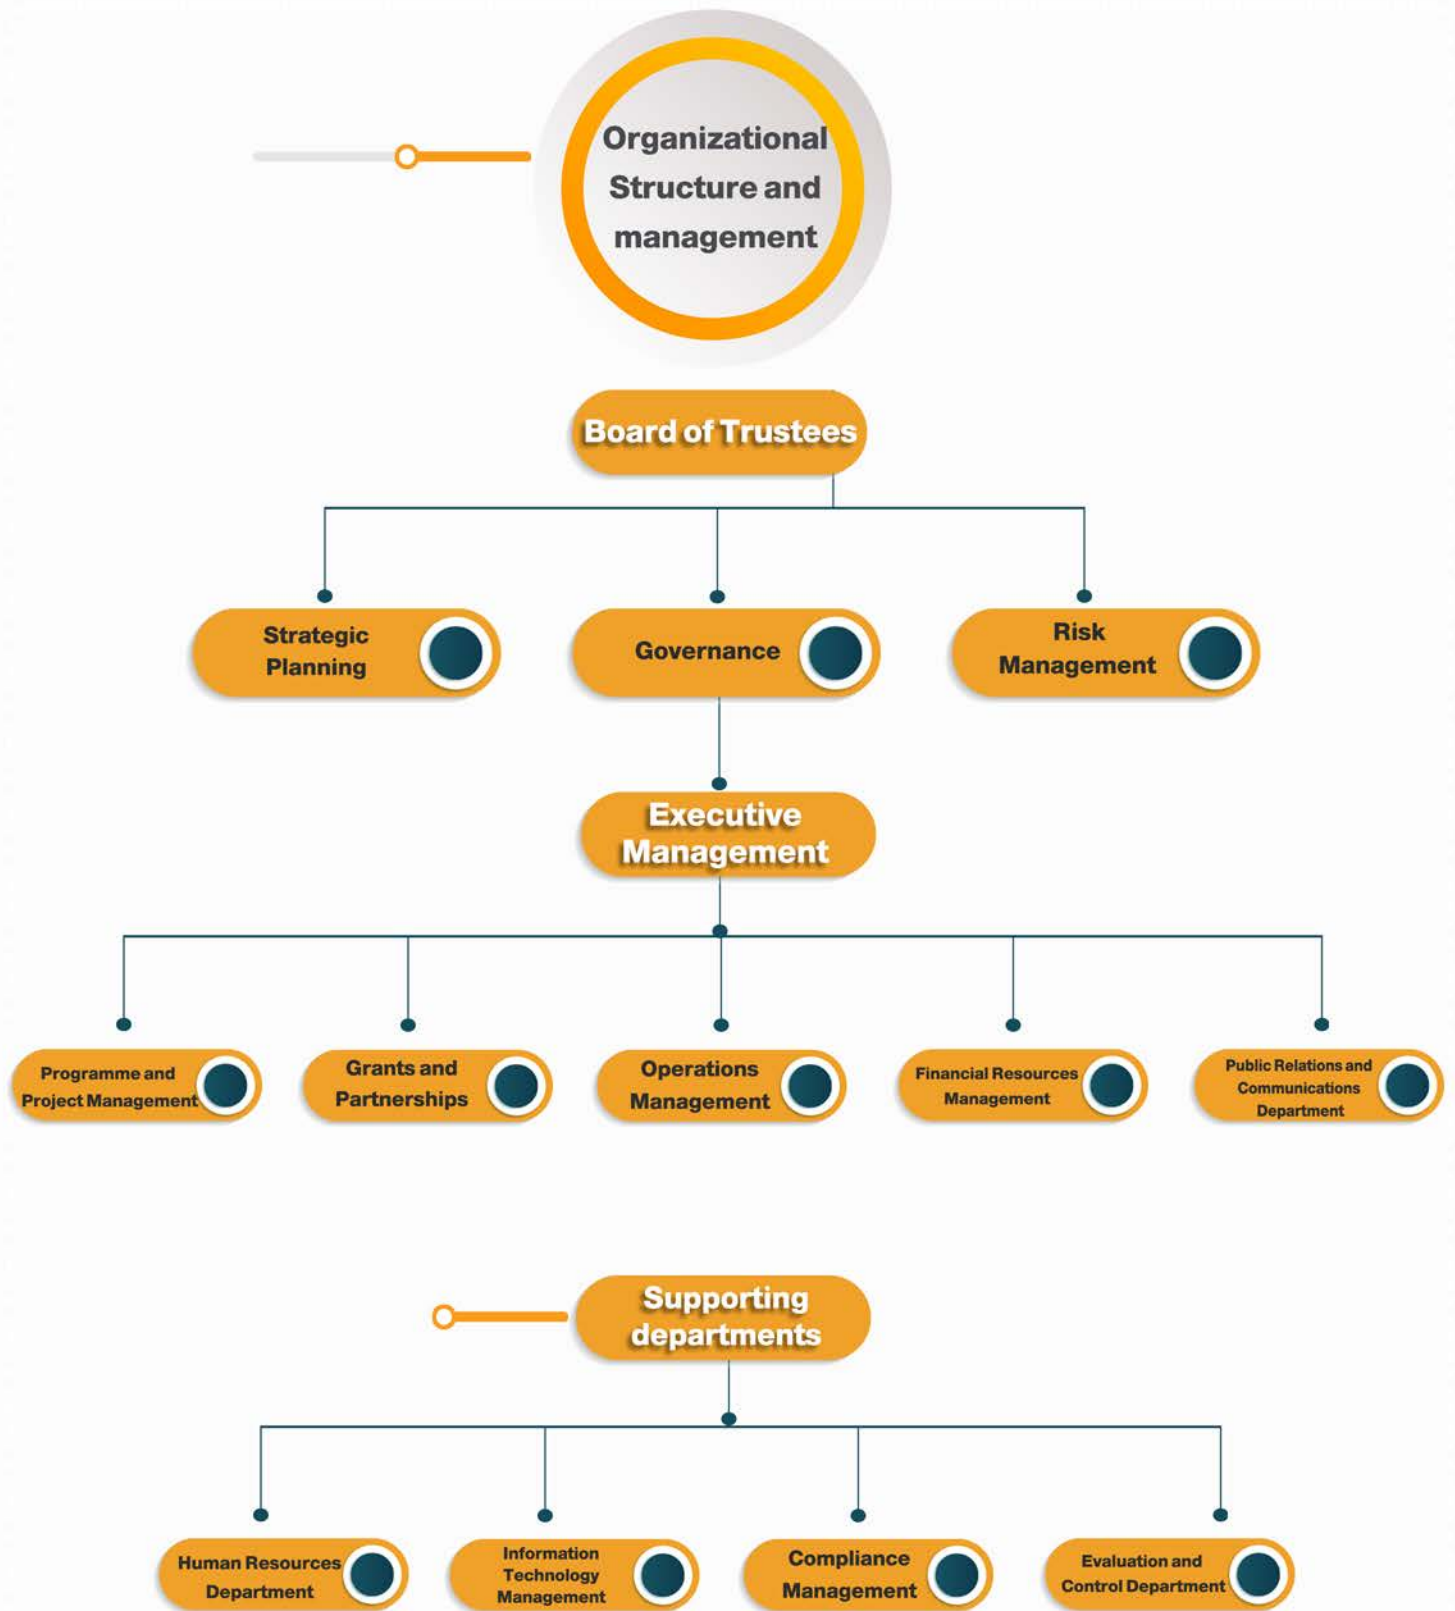 Organizational
Structure and
management
Board of Trustees
Strategic
Planning
Governance
Risk
Management
Executive
Management
Programme and
Project Management
Grants and
Partnerships
Operations
Management
Financial Resources
Management
Public Relations and
Communications
Department
Supporting
departments
Human Resources
Department
Information
Technology
Management
Compliance
Management
Evaluation and
Control Department